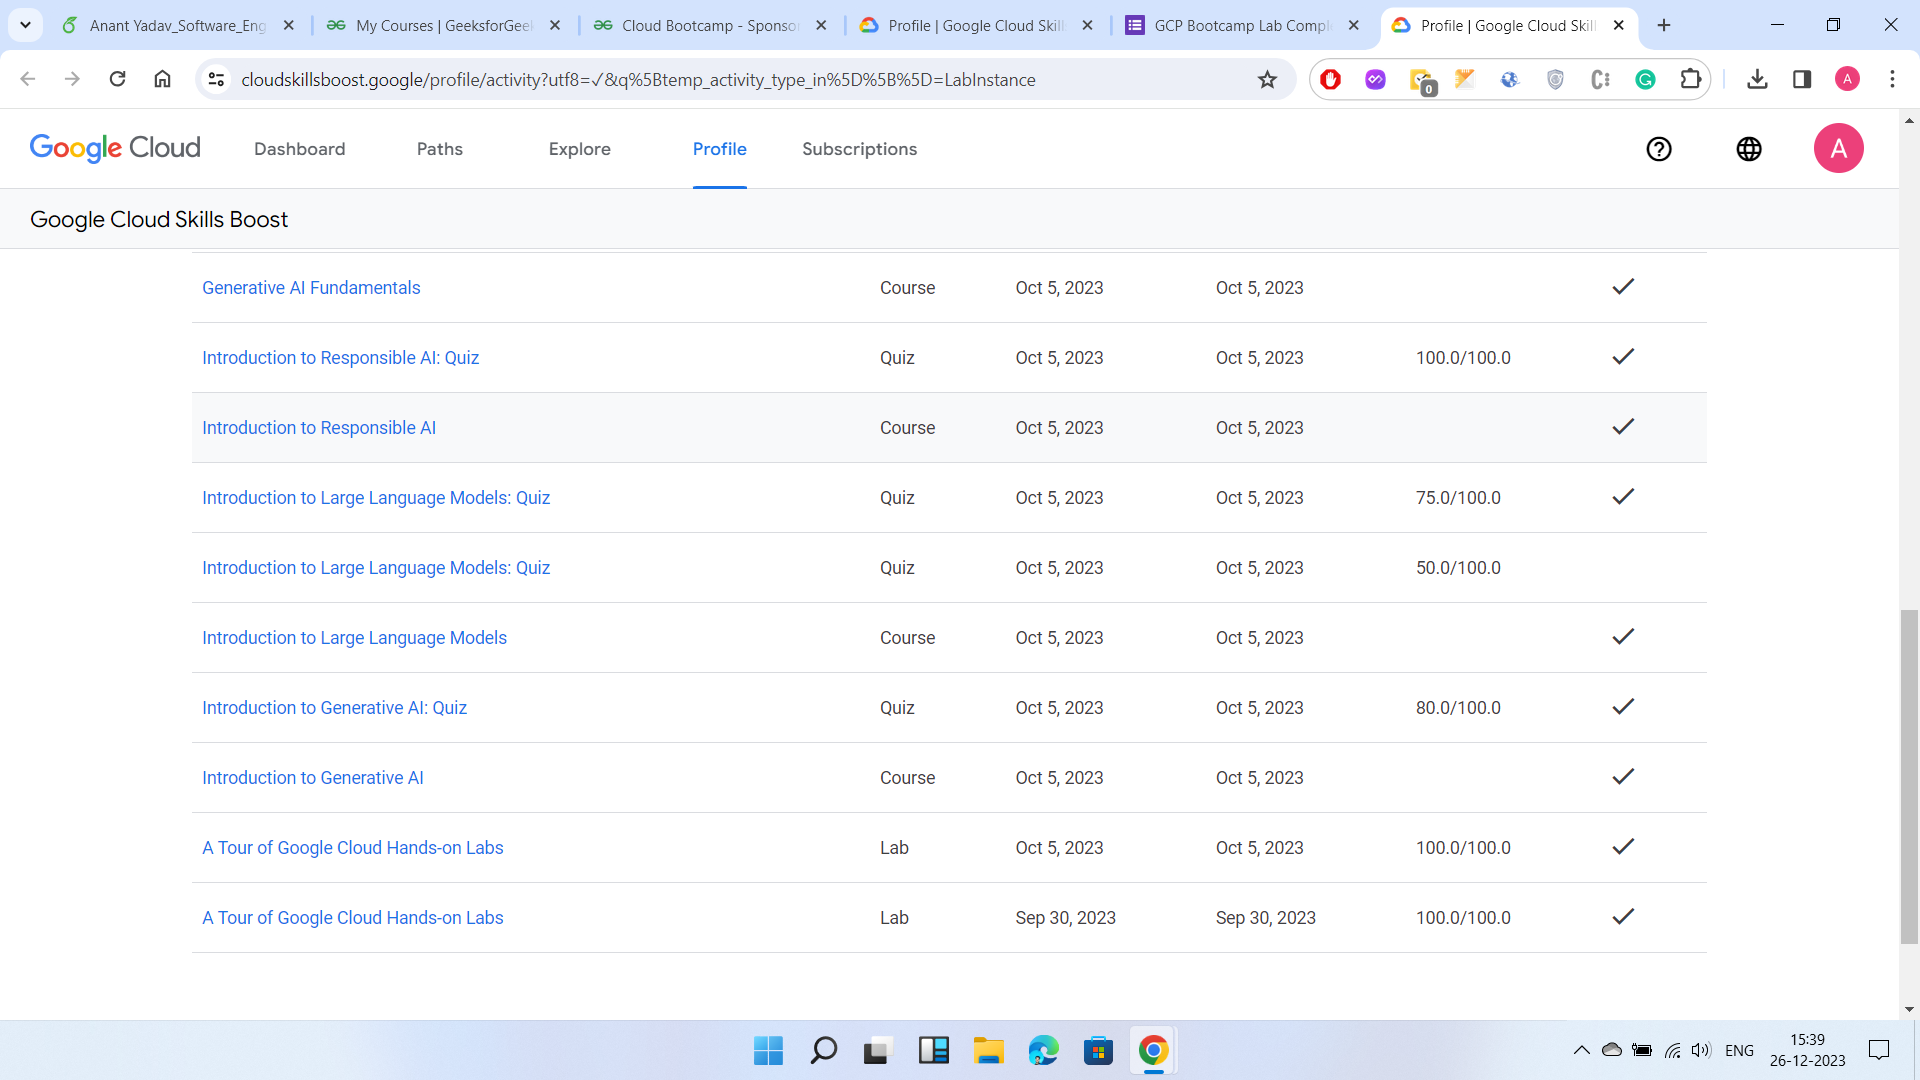 Anant Yadav_Software_Eng
My Courses | GeeksforGee
Cloud Bootcamp - Sponso
Profile | Google Cloud Skill
GCP Bootcamp Lab Compl
Profile | Google Cloud Skill
cloudskillsboost.google/profile/activity?utf8=✓&q%5Btemp_activity_type_in%5D%5B%5D=LabInstance
0
A
Google Cloud
Dashboard
Paths
Explore
Profile
Subscriptions
A
Google Cloud Skills Boost
Generative AI Fundamentals Course Oct 5, 2023 Oct 5, 2023
Introduction to Responsible AI: Quiz Quiz Oct 5, 2023 Oct 5, 2023 100.0/100.0
Introduction to Responsible AI Course Oct 5, 2023 Oct 5, 2023
Introduction to Large Language Models: Quiz Quiz Oct 5, 2023 Oct 5, 2023 75.0/100.0
Introduction to Large Language Models: Quiz Quiz Oct 5, 2023 Oct 5, 2023 50.0/100.0
Introduction to Large Language Models Course Oct 5, 2023 Oct 5, 2023
Introduction to Generative AI: Quiz Quiz Oct 5, 2023 Oct 5, 2023 80.0/100.0
Introduction to Generative AI Course Oct 5, 2023 Oct 5, 2023
A Tour of Google Cloud Hands-on Labs Lab Oct 5, 2023 Oct 5, 2023 100.0/100.0
A Tour of Google Cloud Hands-on Labs Lab Sep 30, 2023 Sep 30, 2023 100.0/100.0
ENG
15:39
26-12-2023